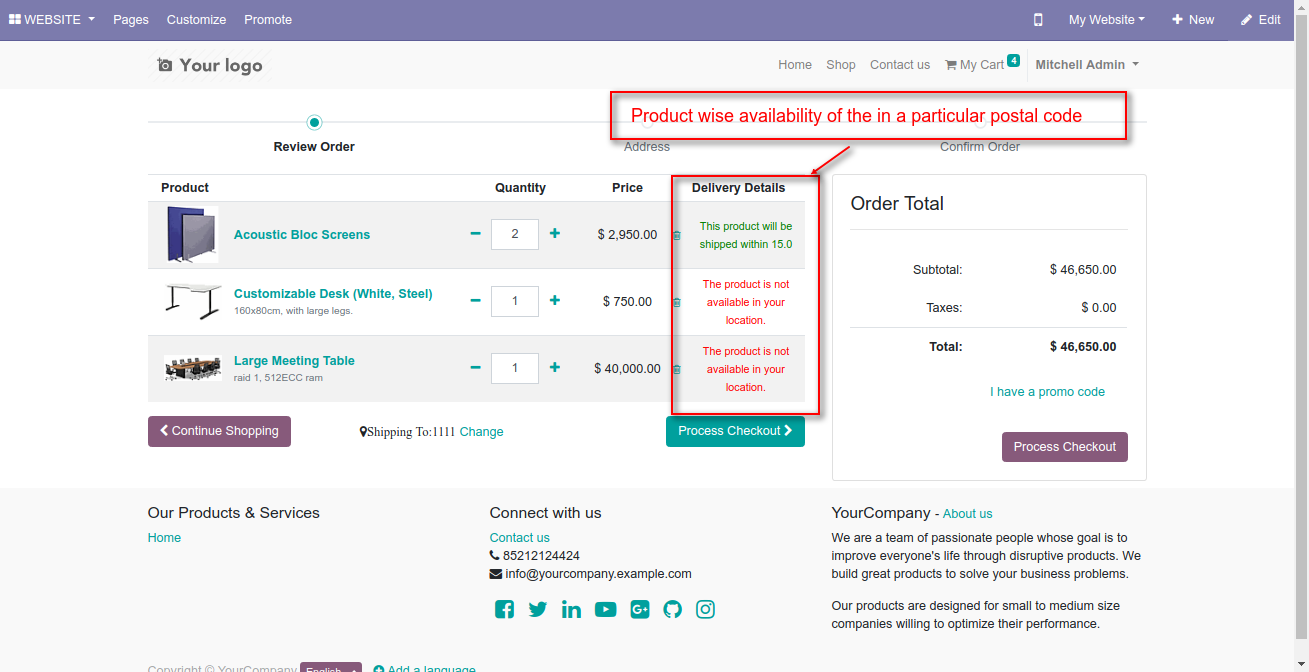 WEBSITE Pages Customize Promote My Website New Edit
Your logo Home Shop Contact us My Cart 4 Mitchell Admin
Product wise availability of the in a particular postal code
Review Order Address Confirm Order
Product Quantity Price Delivery Details
Acoustic Bloc Screens 2 $ 2,950.00 This product will be
shipped within 15.0
Customizable Desk (White, Steel) 1 $ 750.00 The product is not
160x80cm, with large legs. available in your
location.
Large Meeting Table 1 $ 40,000.00 The product is not
raid 1, 512ECC ram available in your
location.
Continue Shopping Shipping To:1111 Change Process Checkout
Order Total
Subtotal: $ 46,650.00
Taxes: $ 0.00
Total: $ 46,650.00
I have a promo code
Process Checkout
Our Products & Services
Home
Connect with us
Contact us
85212124424
info@yourcompany.example.com
YourCompany - About us
We are a team of passionate people whose goal is to
improve everyone's life through disruptive products. We
build great products to solve your business problems.
Our products are designed for small to medium size
companies willing to optimize their performance.
Copyright © YourCompany English Add a language